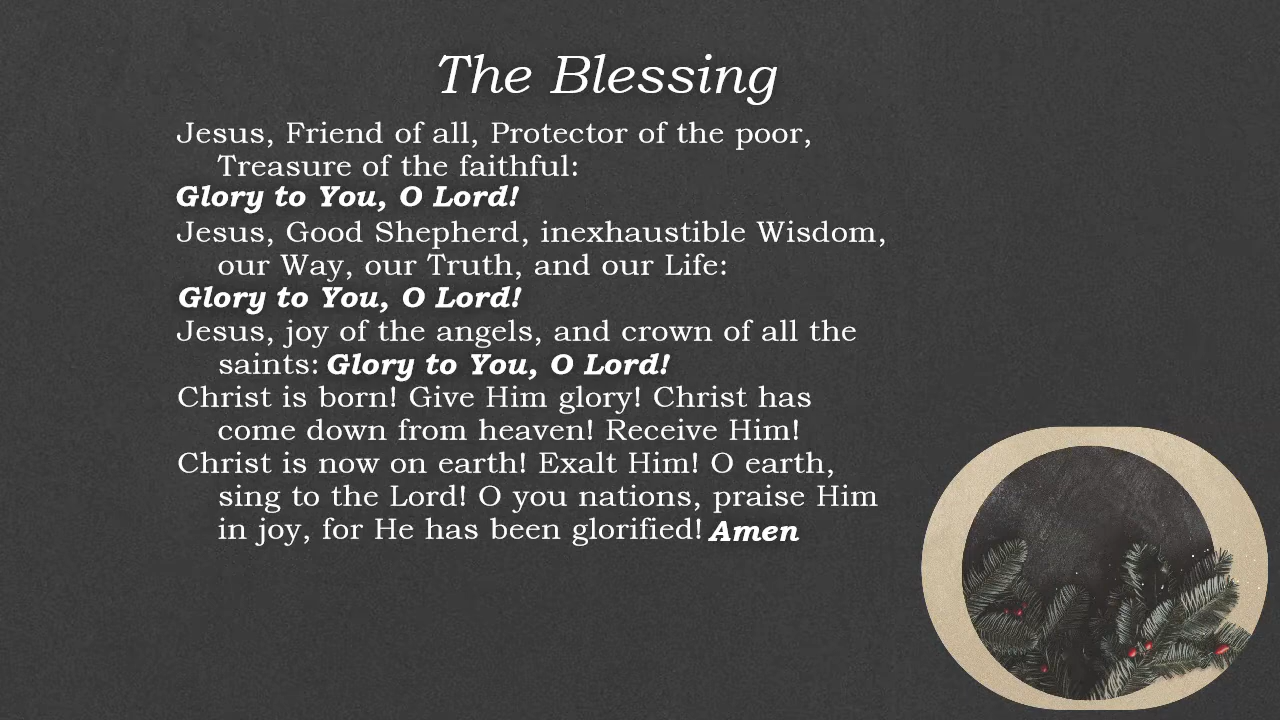 The Blessing
Jesus, Friend of all, Protector of the poor,
Treasure of the faithful:
Glory to You, O Lord!
Jesus, Good Shepherd, inexhaustible Wisdom,
our Way, our Truth, and our Life:
Glory to You, O Lord!
Jesus, joy of the angels, and crown of all the
saints: Glory to You, O Lord!
Christ is born! Give Him glory! Christ has
come down from heaven! Receive Him!
Christ is now on earth! Exalt Him! O earth,
sing to the Lord! O you nations, praise Him
in joy, for He has been glorified! Amen